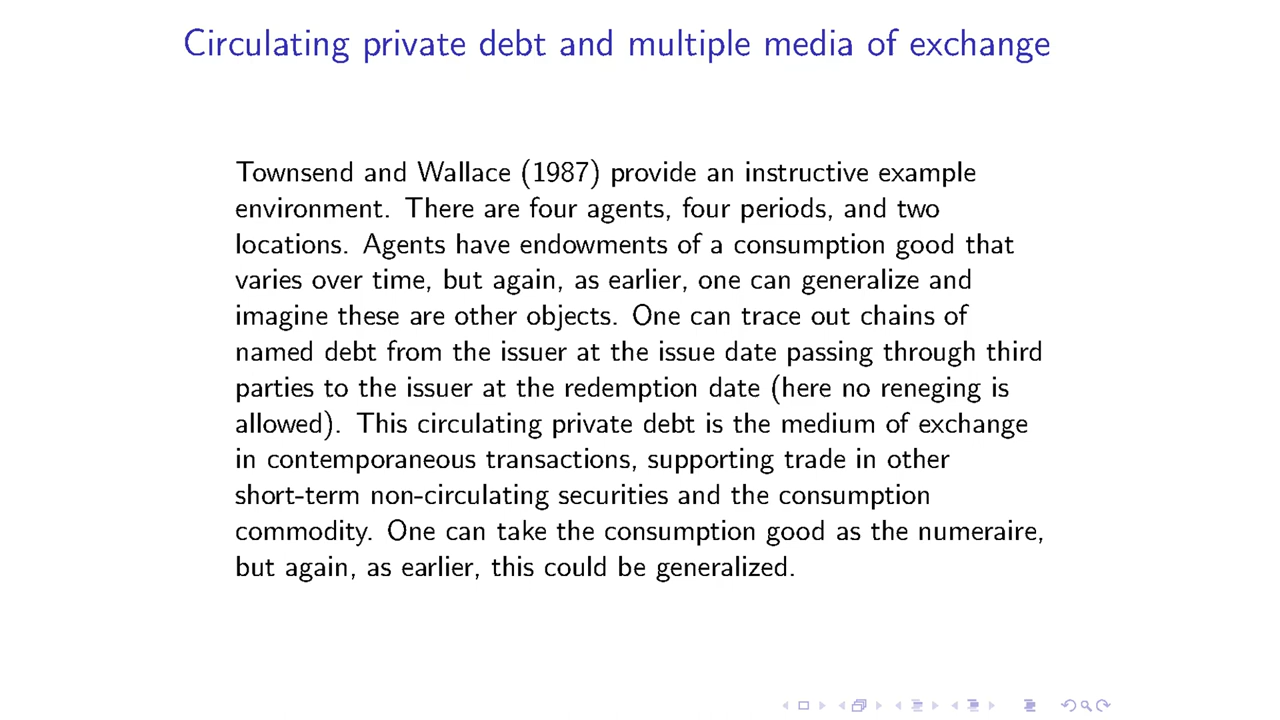 Circulating private debt and multiple media of exchange
Townsend and Wallace (1987) provide an instructive example
environment. There are four agents, four periods, and two
locations. Agents have endowments of a consumption good that
varies over time, but again, as earlier, one can generalize and
imagine these are other objects. One can trace out chains of
named debt from the issuer at the issue date passing through third
parties to the issuer at the redemption date (here no reneging is
allowed). This circulating private debt is the medium of exchange
in contemporaneous transactions, supporting trade in other
short-term non-circulating securities and the consumption
commodity. One can take the consumption good as the numeraire,
but again, as earlier, this could be generalized.